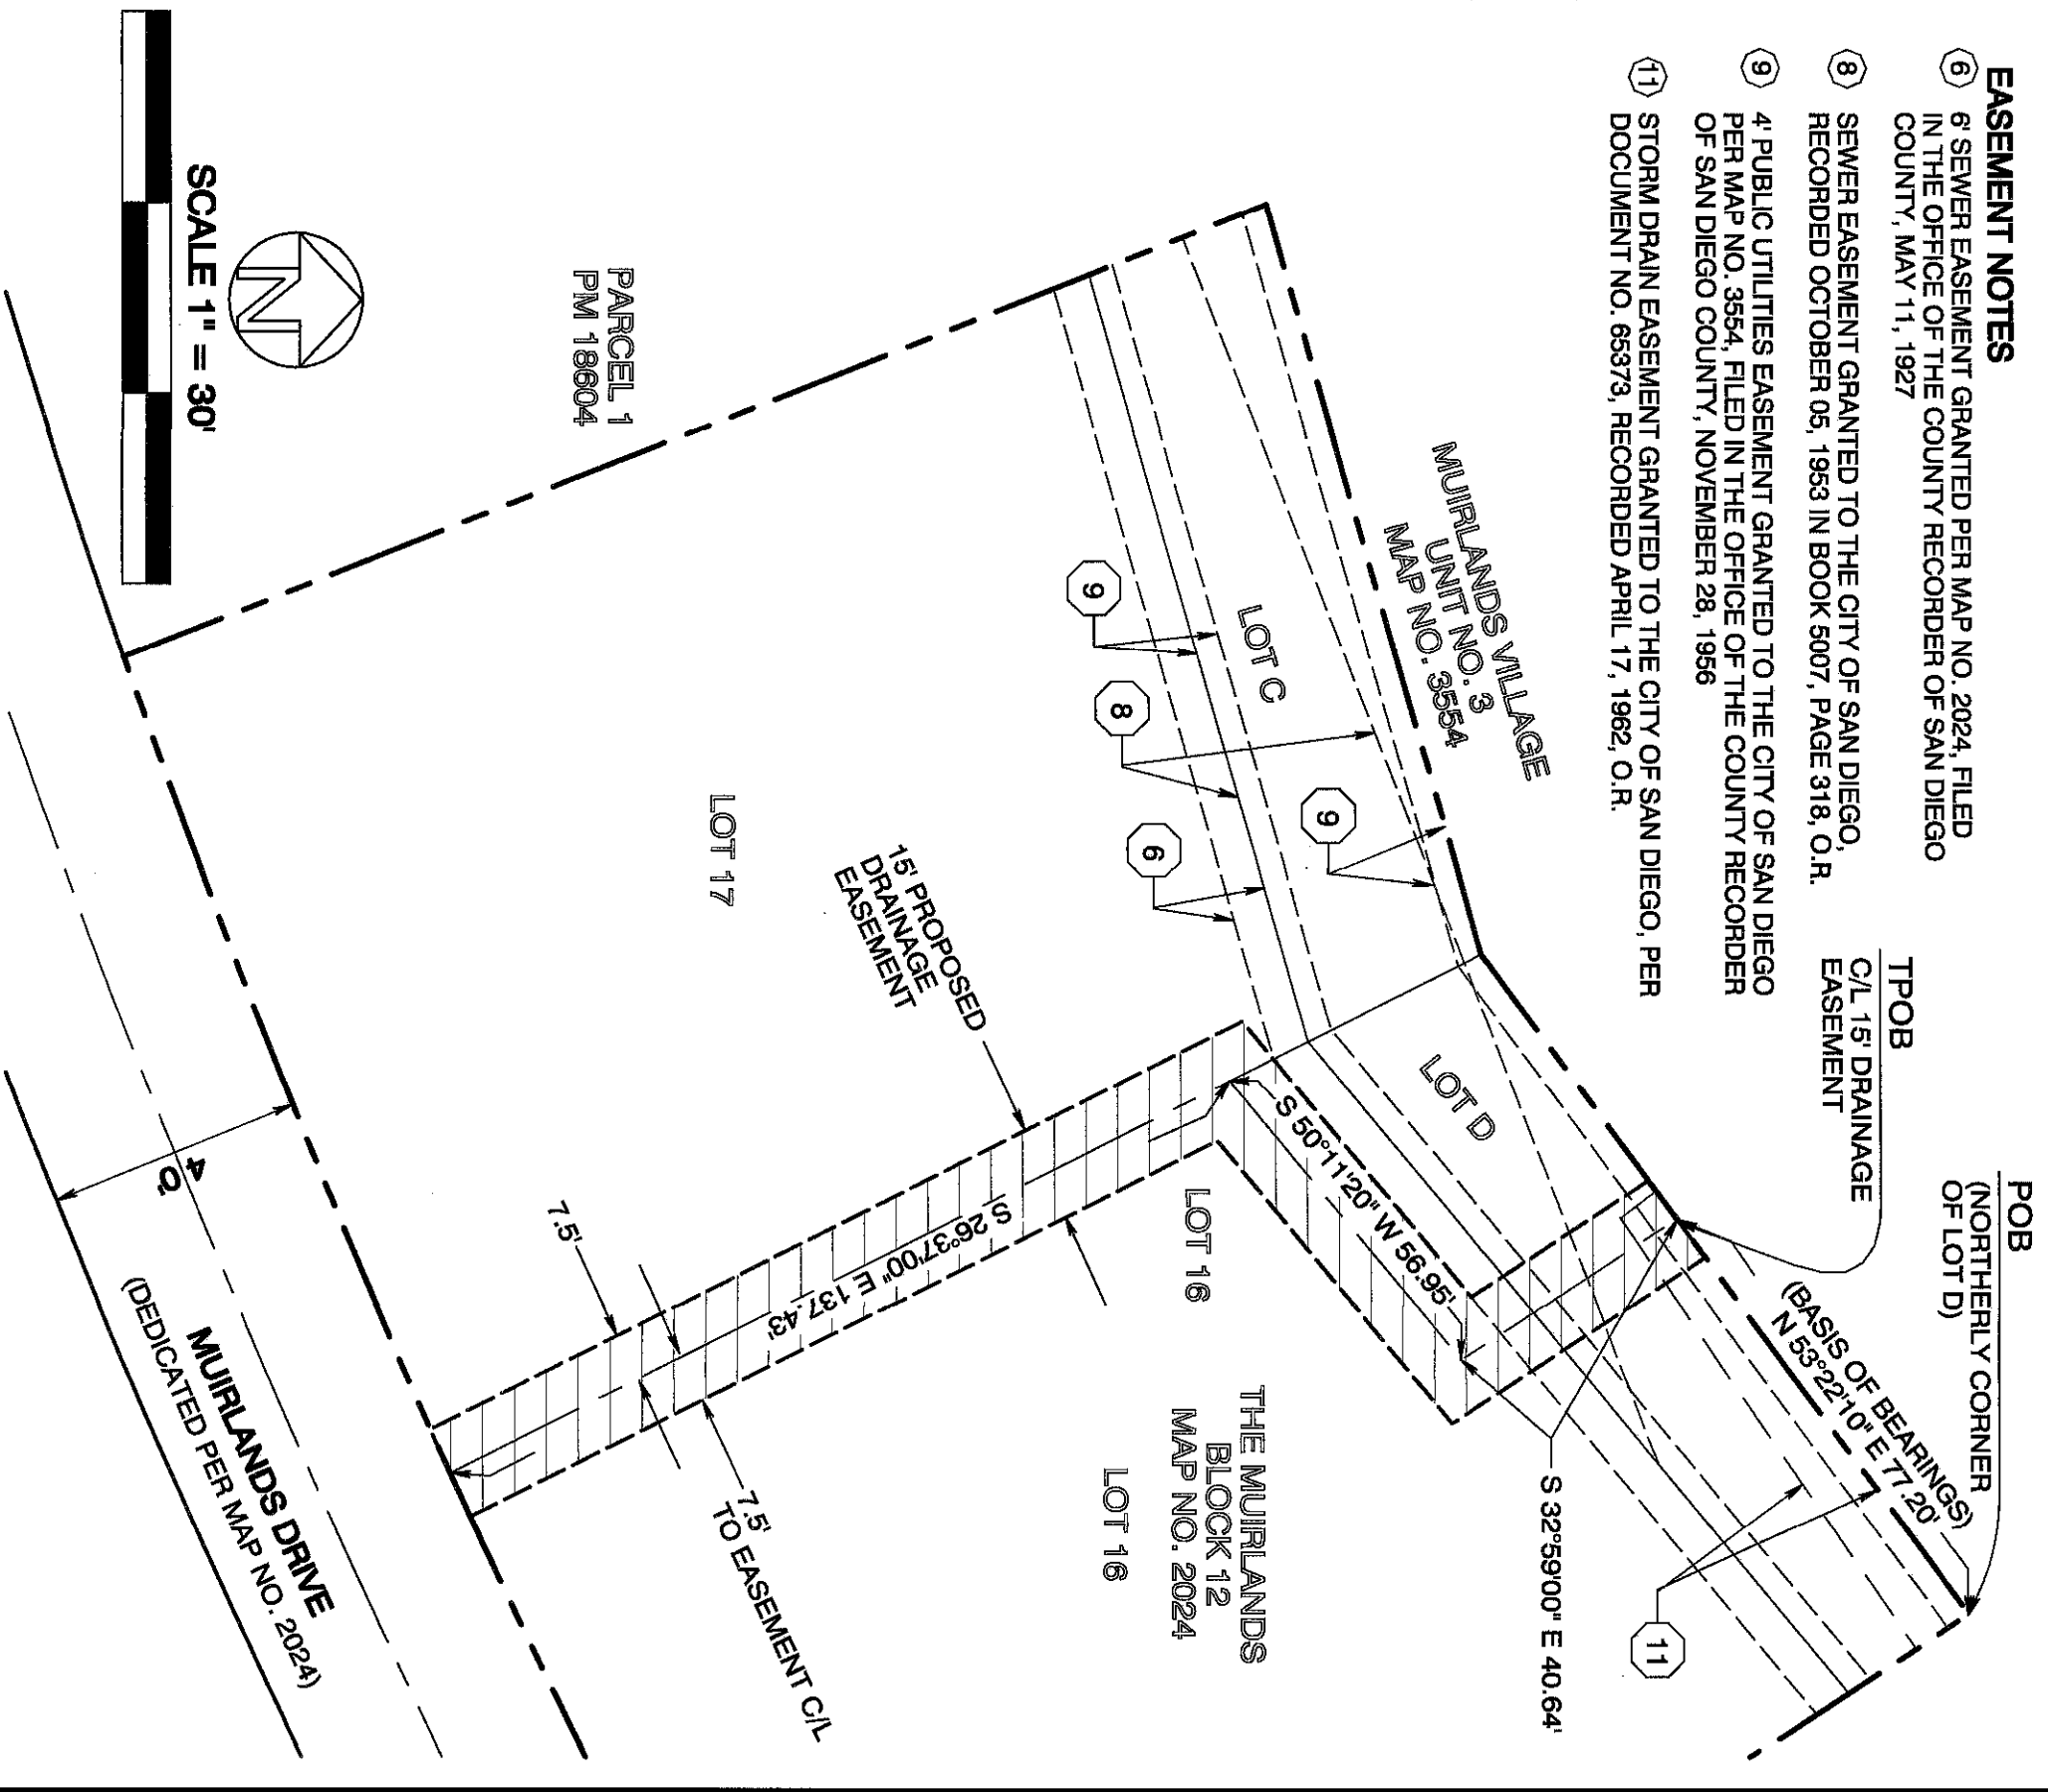 EASEMENT NOTES
6 6' SEWER EASEMENT GRANTED PER MAP NO. 2024, FILED
IN THE OFFICE OF THE COUNTY RECORDER OF SAN DIEGO
COUNTY, MAY 11, 1927
8 SEWER EASEMENT GRANTED TO THE CITY OF SAN DIEGO,
RECORDED OCTOBER 05, 1953 IN BOOK 5007, PAGE 318, O.R.
9 4' PUBLIC UTILITIES EASEMENT GRANTED TO THE CITY OF SAN DIEGO
PER MAP NO. 3554, FILED IN THE OFFICE OF THE COUNTY RECORDER
OF SAN DIEGO COUNTY, NOVEMBER 28, 1956
11 STORM DRAIN EASEMENT GRANTED TO THE CITY OF SAN DIEGO, PER
DOCUMENT NO. 65373, RECORDED APRIL 17, 1962, O.R.
POB
(NORTHERLY CORNER
OF LOT D)
TPOB
C/L 15' DRAINAGE
EASEMENT
(BASIS OF BEARINGS)
N 53°22'10" E 77.20'
MUIRLANDS VILLAGE
UNIT NO. 3
MAP NO. 3554
LOT C
LOT D
9
8
6
9
11
S 32°59'00" E 40.64'
S 50°11'20" W 56.95'
S 26°37'00" E 137.43'
LOT 16
THE MUIRLANDS
BLOCK 12
MAP NO. 2024
LOT 16
15' PROPOSED
DRAINAGE
EASEMENT
LOT 17
PARCEL 1
PM 18604
7.5'
7.5'
TO EASEMENT C/L
40'
MUIRLANDS DRIVE
(DEDICATED PER MAP NO. 2024)
N
SCALE 1" = 30'